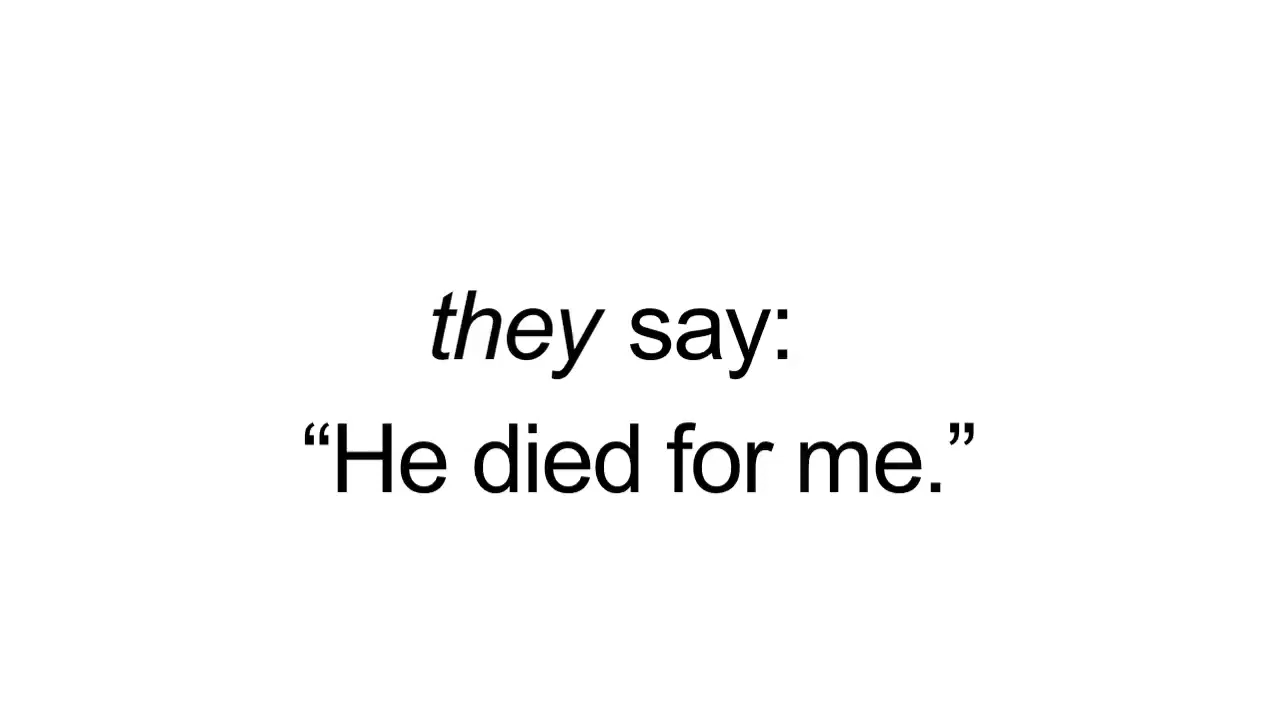 they say:
“He died for me.”